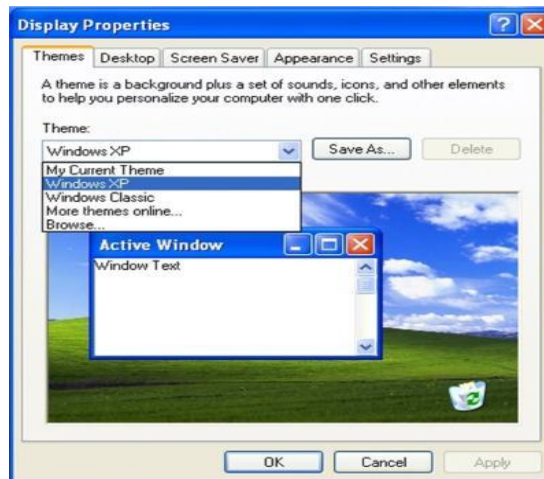 Display Properties
Themes Desktop Screen Saver Appearance Settings
A theme is a background plus a set of sounds, icons, and other elements
to help you personalize your computer with one click.
Theme:
Windows XP Save As... Delete
My Current Theme
Windows XP
Windows Classic
More themes online...
Browse...
Active Window
Window Text
OK Cancel Apply